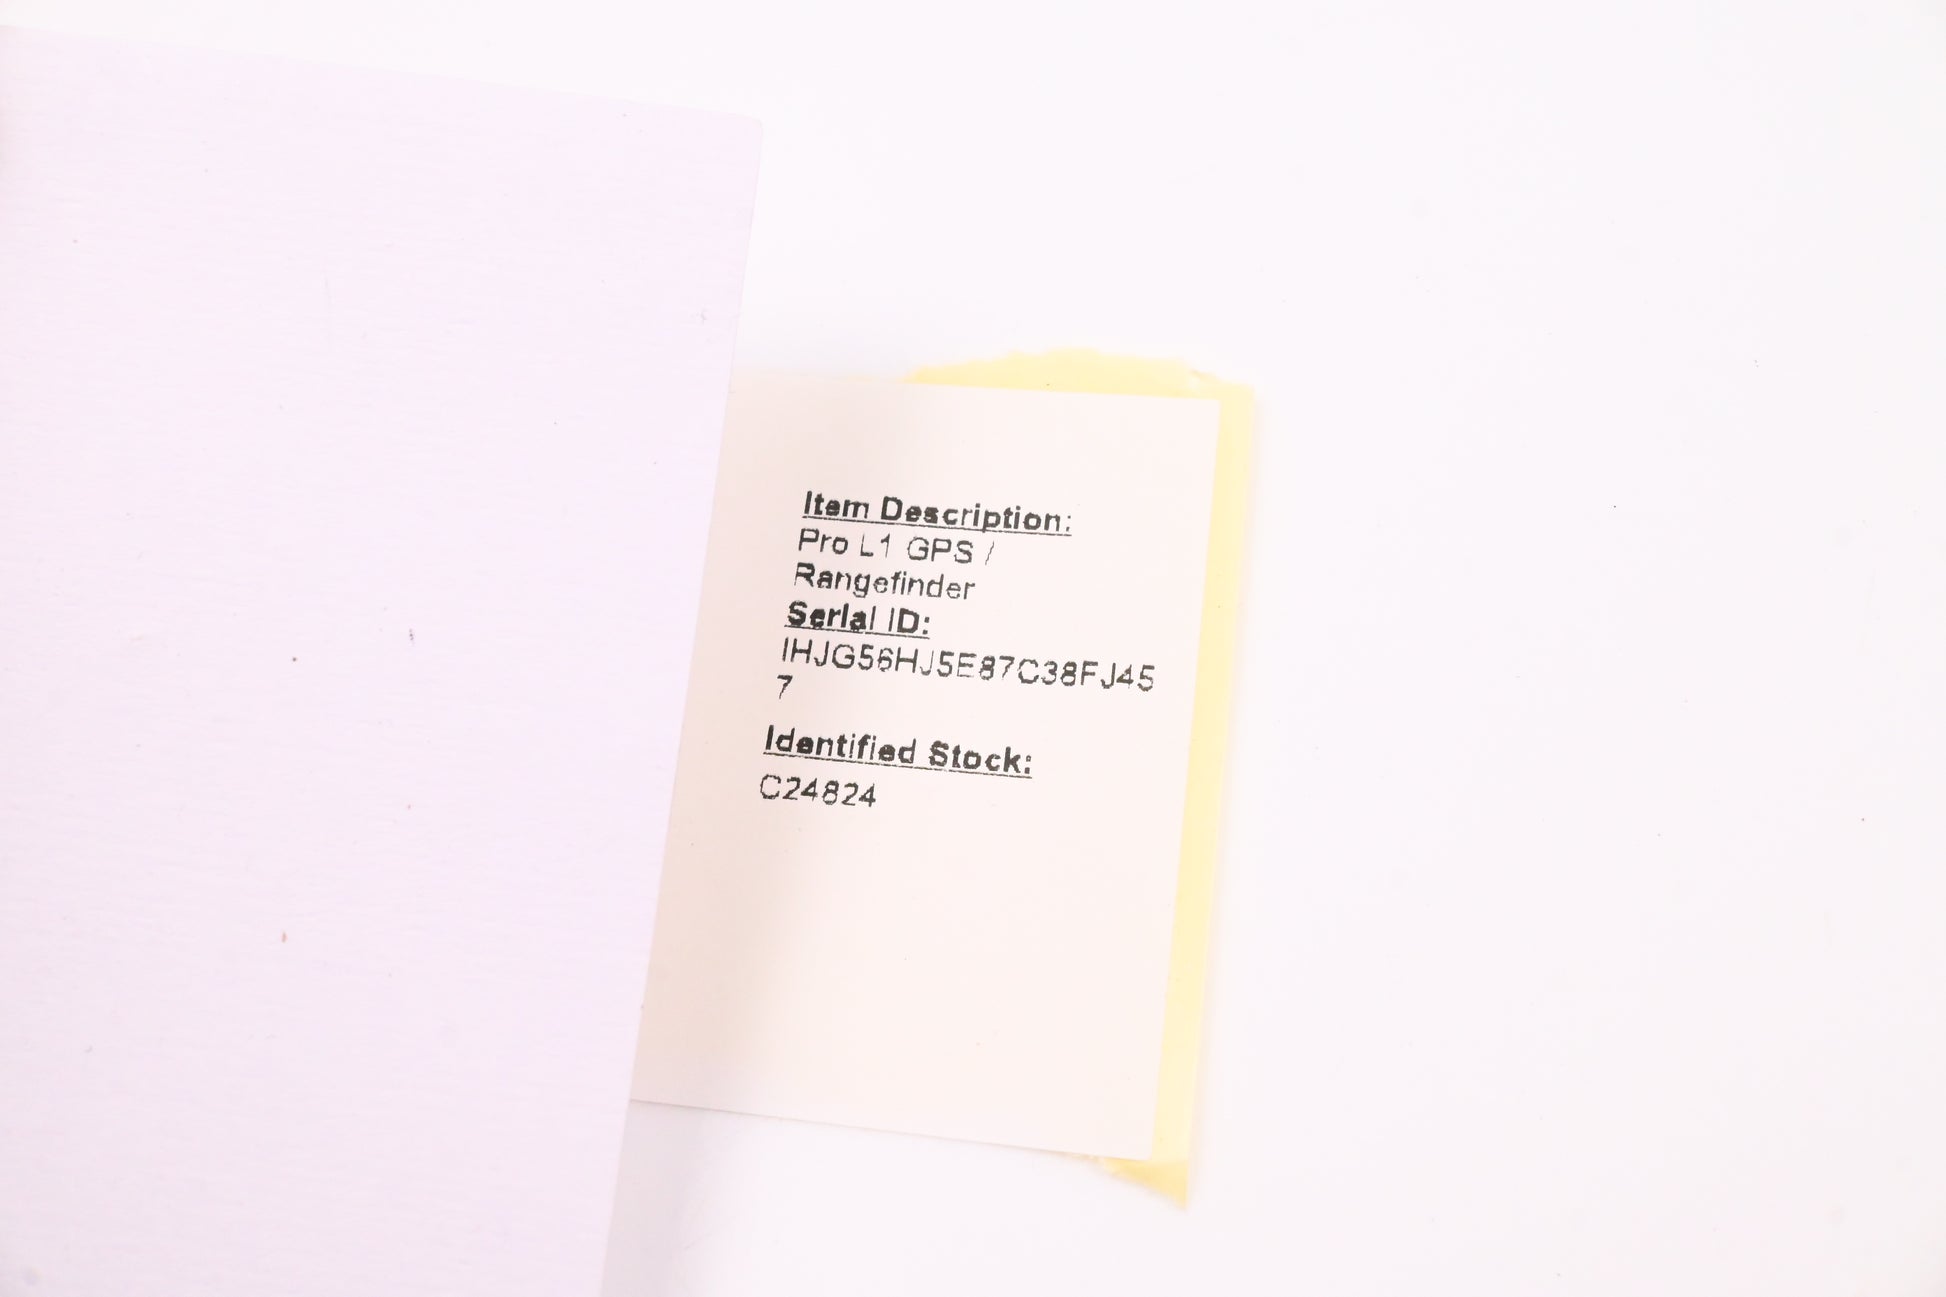 Item Description:
Pro L1 GPS /
Rangefinder
Serial ID:
IHJG56HJ5E87C38FJ45
7
Identified Stock:
C24824